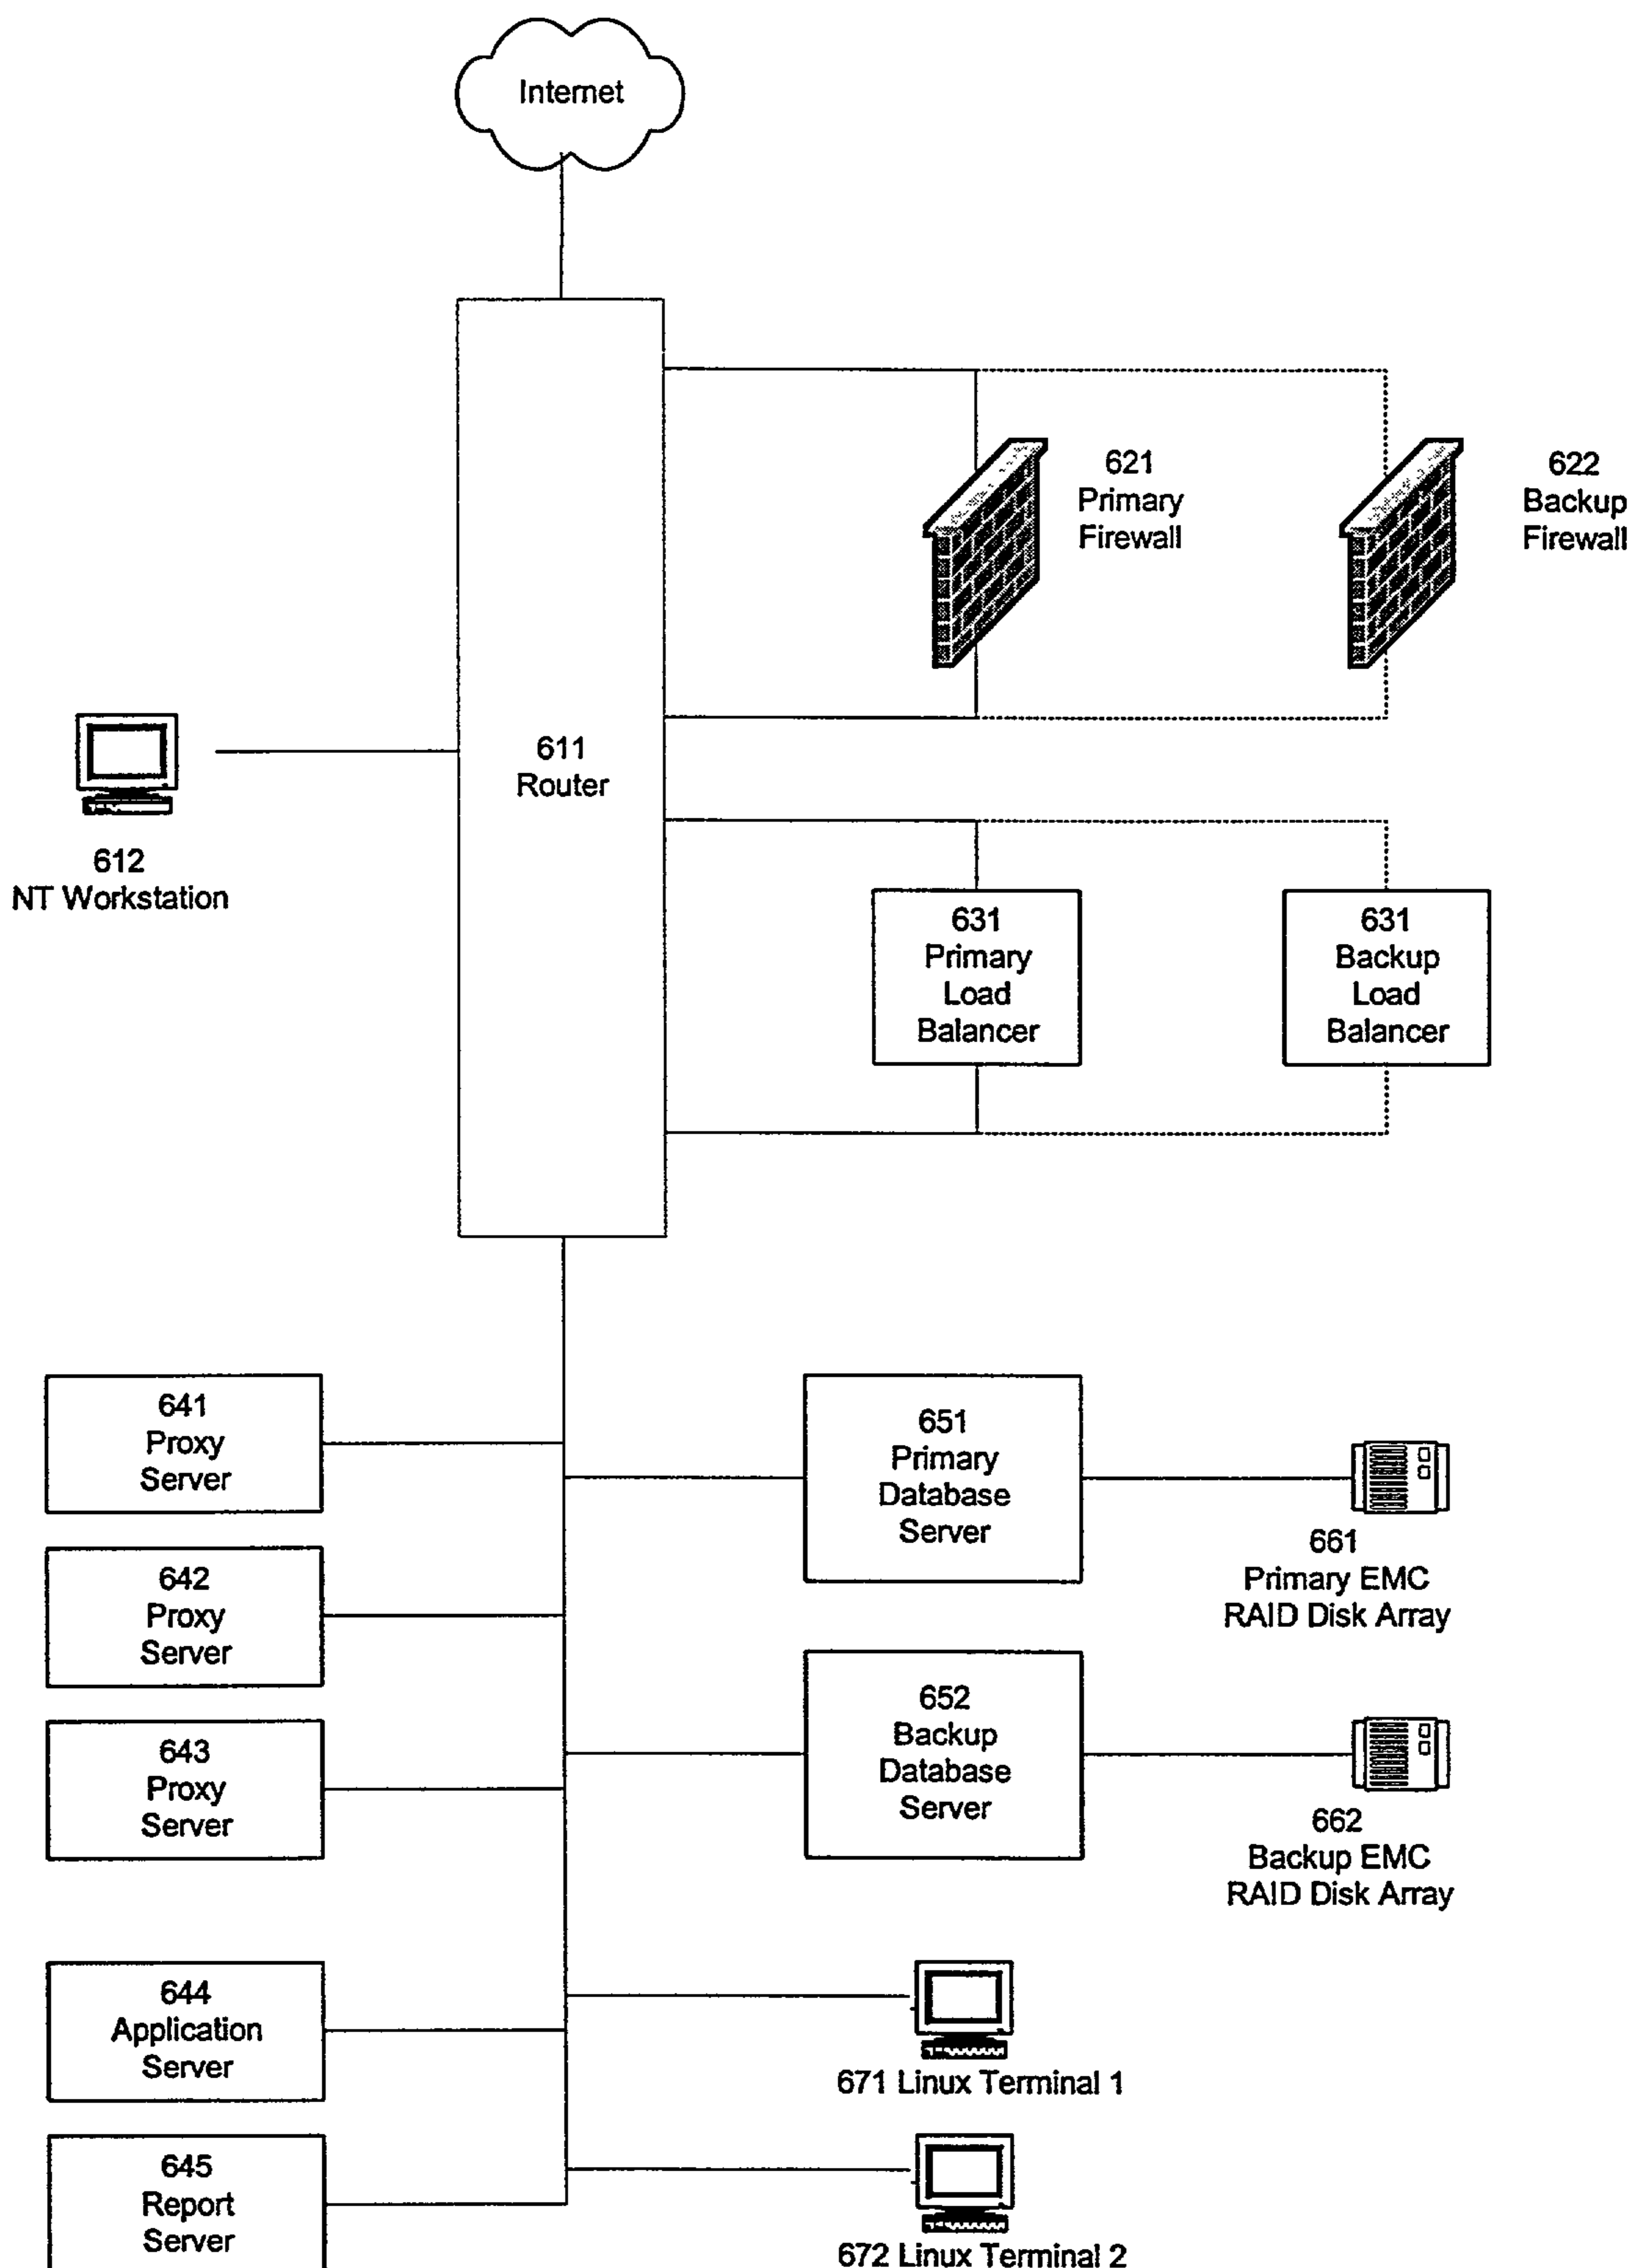 Internet
621
Primary
Firewall
622
Backup
Firewall
611
Router
612
NT Workstation
631
Primary
Load
Balancer
631
Backup
Load
Balancer
641
Proxy
Server
651
Primary
Database
Server
661
Primary EMC
RAID Disk Array
642
Proxy
Server
652
Backup
Database
Server
643
Proxy
Server
662
Backup EMC
RAID Disk Array
644
Application
Server
671 Linux Terminal 1
645
Report
Server
672 Linux Terminal 2